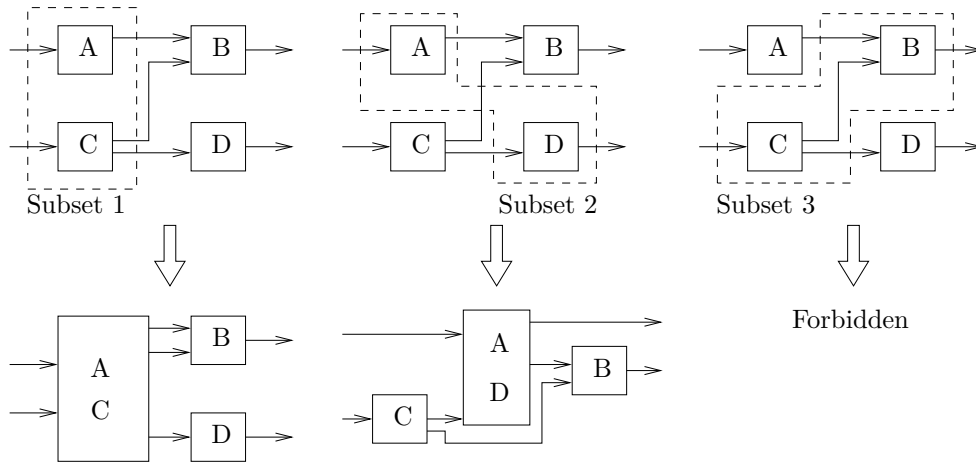 A B A B A B
C D C D C D
Subset 1 Subset 2 Subset 3
A C B D
A D B C
Forbidden